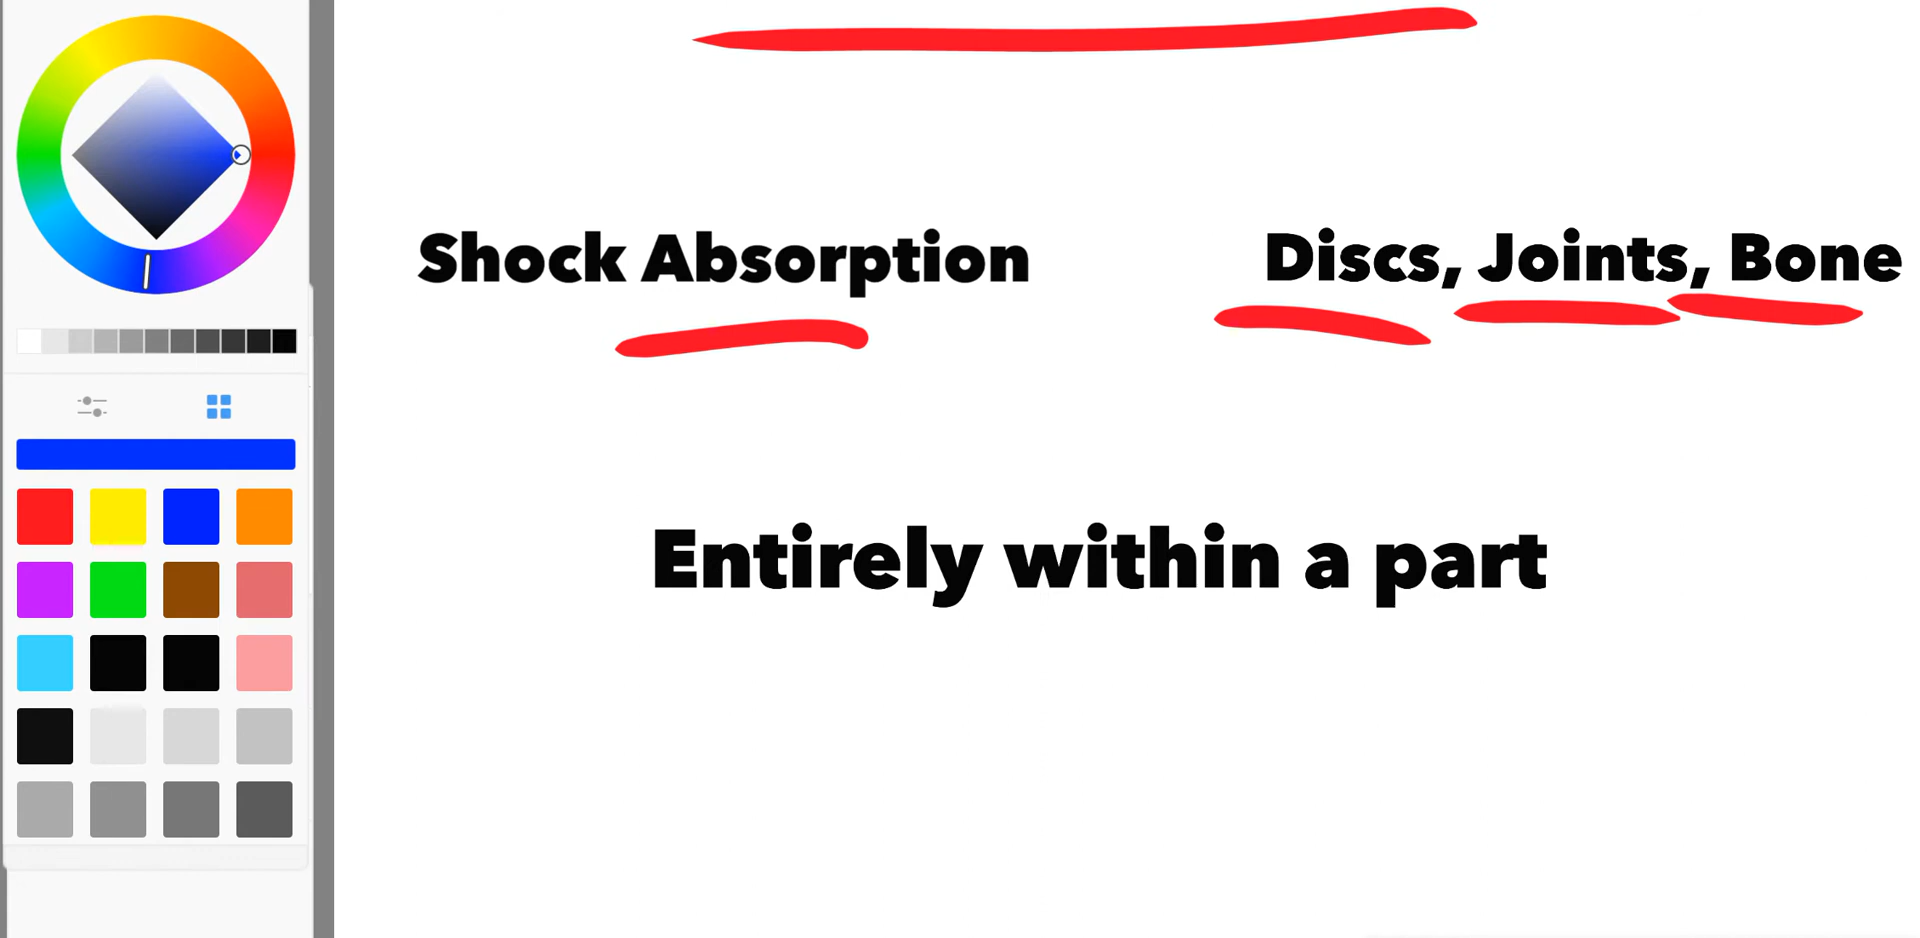 Shock Absorption
Discs, Joints, Bone
Entirely within a part